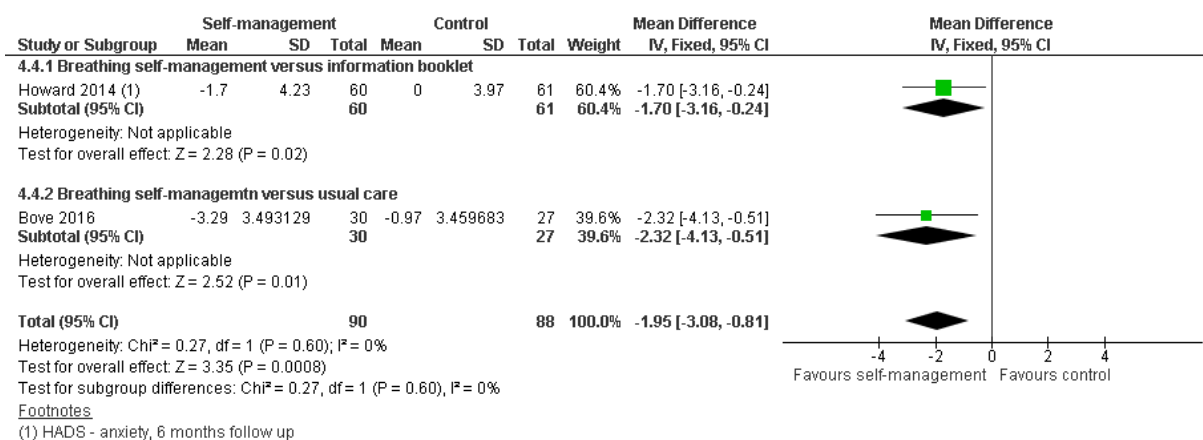 Self-management Control Mean Difference Mean Difference
Study or Subgroup Mean SD Total Mean SD Total Weight IV, Fixed, 95% CI IV, Fixed, 95% CI
4.4.1 Breathing self-management versus information booklet
Howard 2014 (1) -1.7 4.23 60 0 3.97 61 60.4% -1.70 [-3.16, -0.24]
Subtotal (95% CI) 60 61 60.4% -1.70 [-3.16, -0.24]
Heterogeneity: Not applicable
Test for overall effect: Z = 2.28 (P = 0.02)
4.4.2 Breathing self-managemtn versus usual care
Bove 2016 -3.29 3.493129 30 -0.97 3.459683 27 39.6% -2.32 [-4.13, -0.51]
Subtotal (95% CI) 30 27 39.6% -2.32 [-4.13, -0.51]
Heterogeneity: Not applicable
Test for overall effect: Z = 2.52 (P = 0.01)
Total (95% CI) 90 88 100.0% -1.95 [-3.08, -0.81]
Heterogeneity: Chi² = 0.27, df = 1 (P = 0.60); I² = 0%
Test for overall effect: Z = 3.35 (P = 0.0008)
Test for subgroup differences: Chi² = 0.27, df = 1 (P = 0.60), I² = 0%
-4 -2 0 2 4
Favours self-management Favours control
Footnotes
(1) HADS - anxiety, 6 months follow up